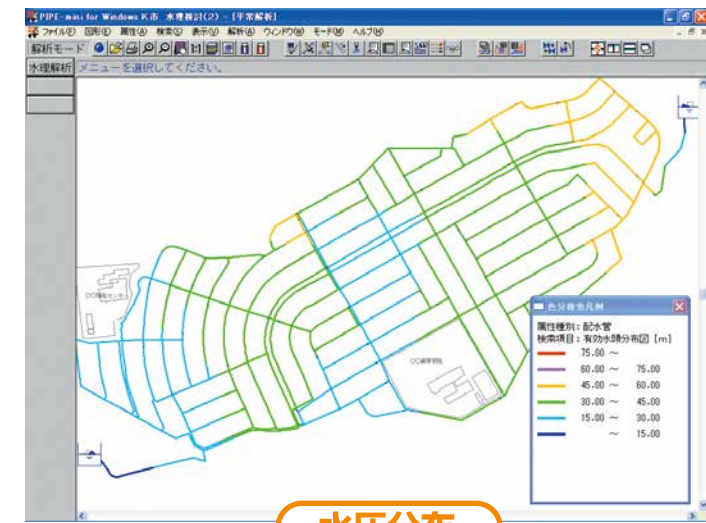 PIPE-mini for Windows K市 水理検討(2) - [平常解析]
ファイル(F) 図形(E) 属性(A) 検索(S) 表示(V) 解析(A) ウィンドウ(W) モード(M) ヘルプ(H)
解析モード
水理解析 メニューを選択してください。
色分検索凡例
属性種別：配水管
検索項目：有効水頭分布図 [m]
75.00 ～
60.00 ～ 75.00
45.00 ～ 60.00
30.00 ～ 45.00
15.00 ～ 30.00
～ 15.00
水圧分布